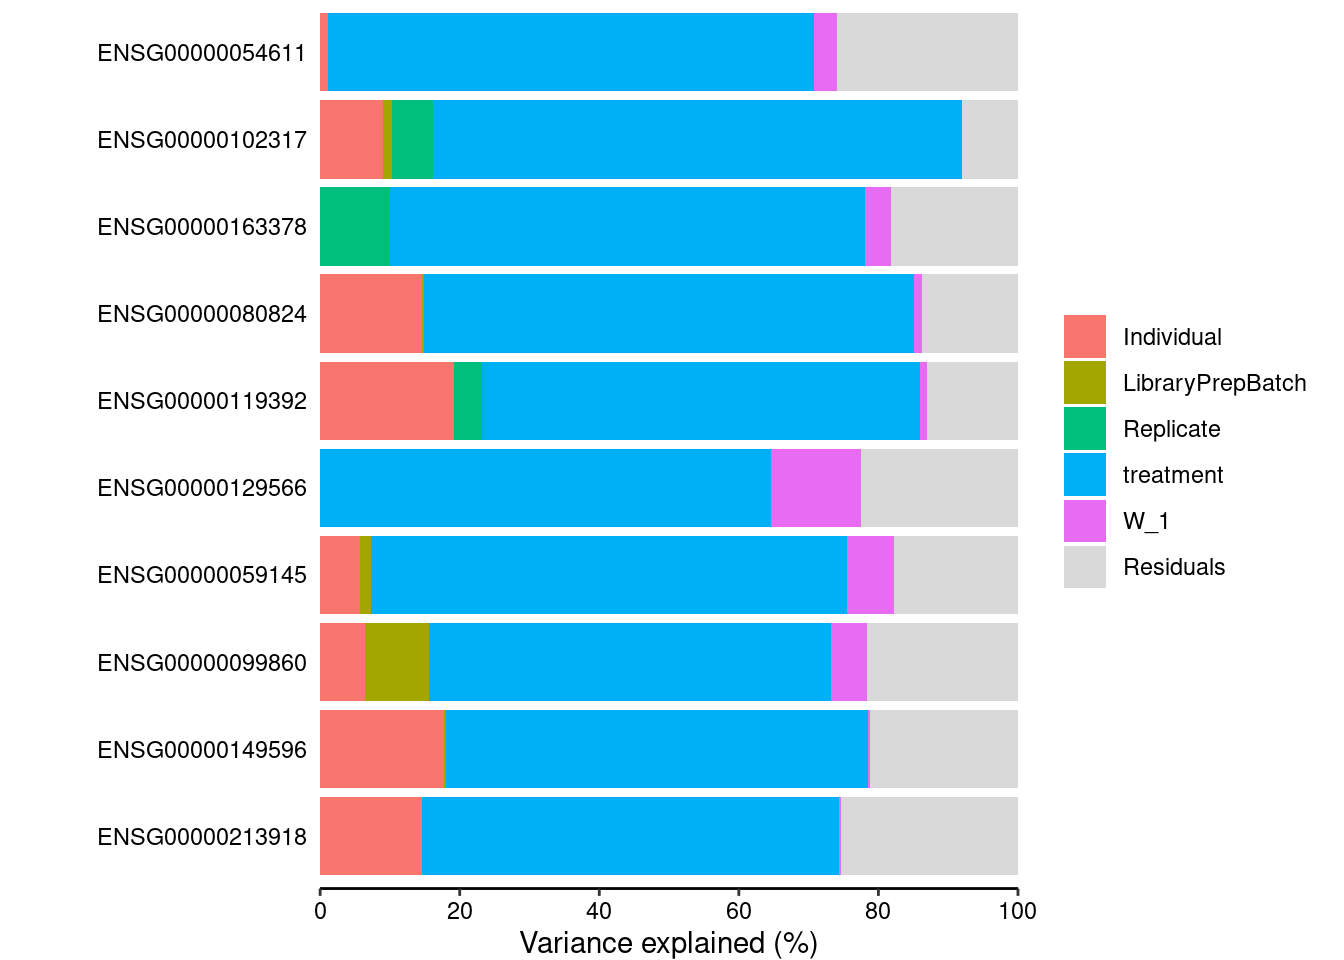 ENSG00000054611
ENSG00000102317
ENSG00000163378
ENSG00000080824
ENSG00000119392
ENSG00000129566
ENSG00000059145
ENSG00000099860
ENSG00000149596
ENSG00000213918
0 20 40 60 80 100
Variance explained (%)
Individual
LibraryPrepBatch
Replicate
treatment
W_1
Residuals